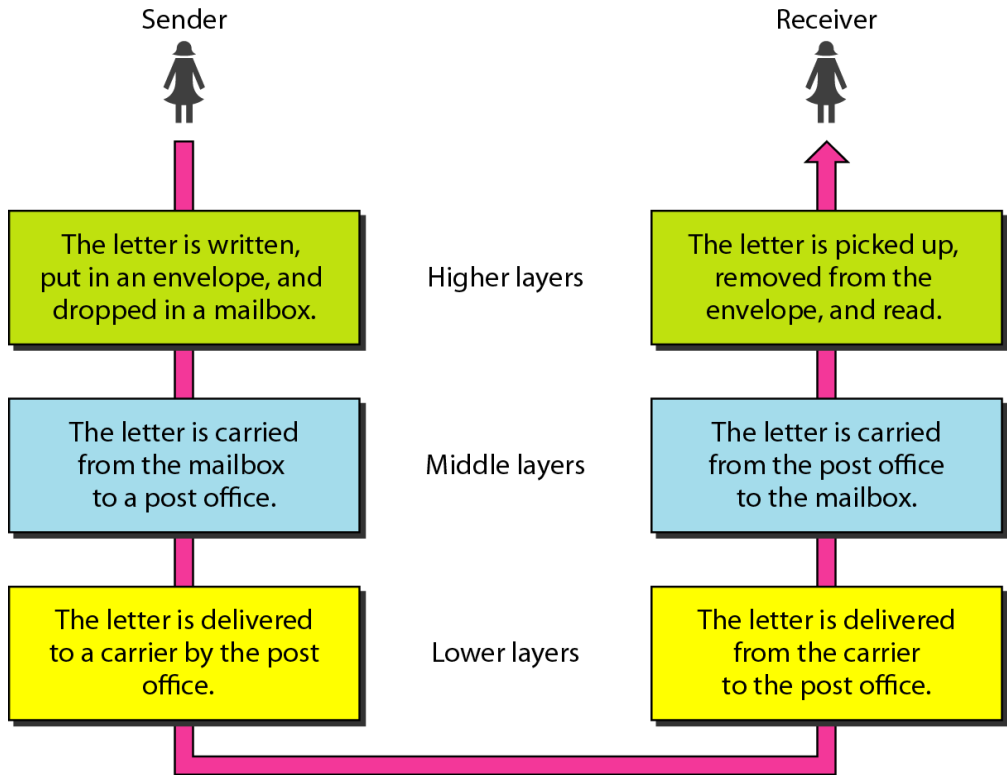 Sender
Receiver
The letter is written,
put in an envelope, and
dropped in a mailbox.
Higher layers
The letter is picked up,
removed from the
envelope, and read.
The letter is carried
from the mailbox
to a post office.
Middle layers
The letter is carried
from the post office
to the mailbox.
The letter is delivered
to a carrier by the post
office.
Lower layers
The letter is delivered
from the carrier
to the post office.